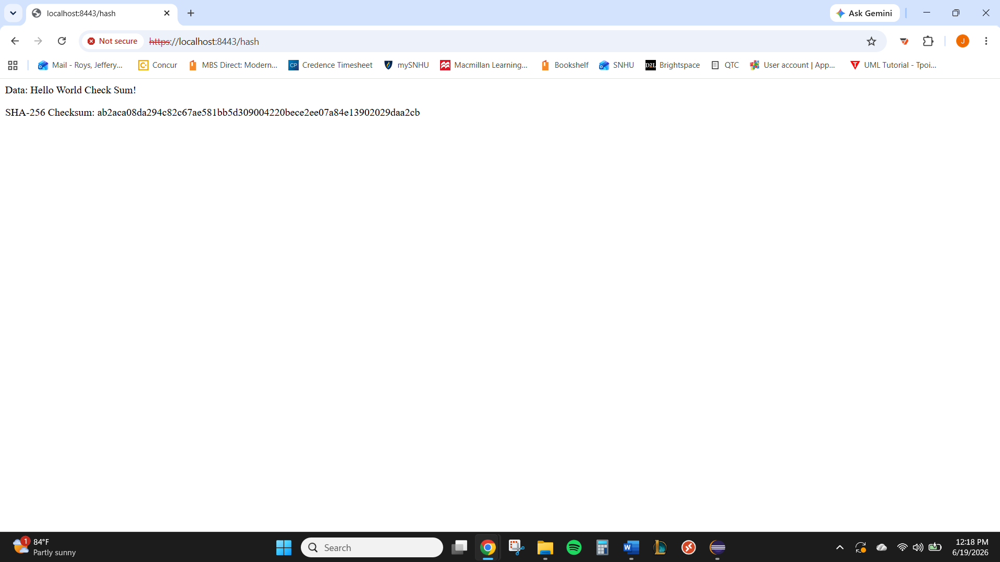 localhost:8443/hash
Ask Gemini
Not secure
https://localhost:8443/hash
J
Mail - Roys, Jeffery...
Concur
MBS Direct: Modern...
CP
Credence Timesheet
mySNHU
Macmillan Learning...
Bookshelf
SNHU
D2L
Brightspace
QTC
User account | App...
T
UML Tutorial - Tpoi...
Data: Hello World Check Sum!
SHA-256 Checksum: ab2aca08da294c82c67ae581bb5d309004220bece2ee07a84e13902029daa2cb
1
84°F
Partly sunny
Search
W
L
12:18 PM
6/19/2026